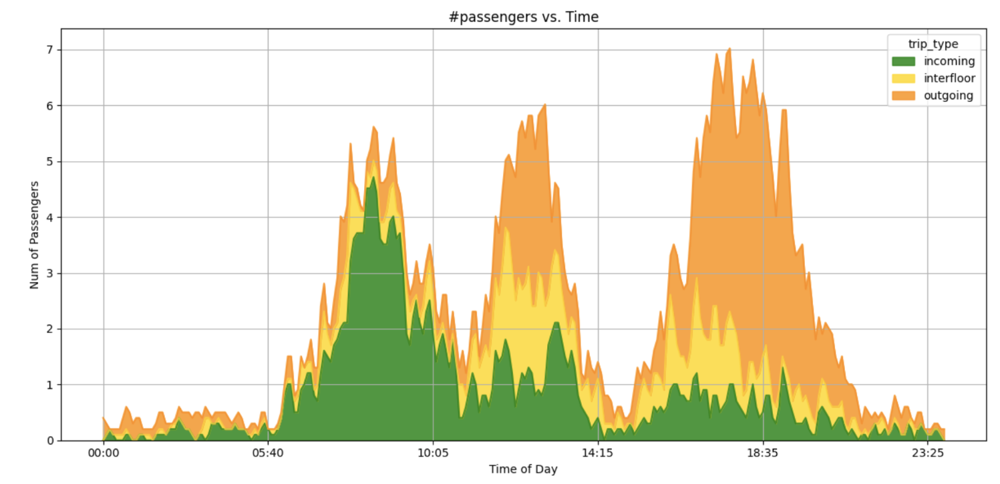 #passengers vs. Time
trip_type
incoming
interfloor
outgoing
Num of Passengers
7
6
5
4
3
2
1
0
00:00 05:40 10:05 14:15 18:35 23:25
Time of Day